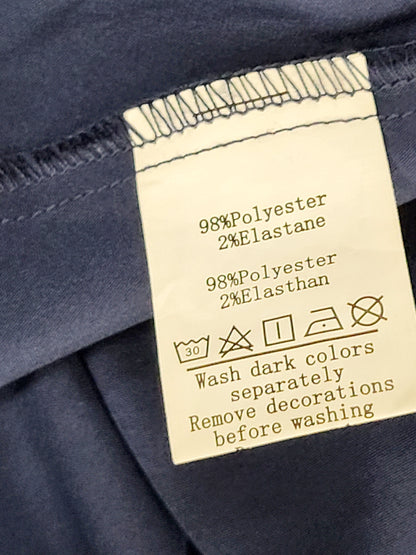 98%Polyester
2%Elastane
98%Polyester
2%Elasthan
30
Wash dark colors
separately
Remove decorations
before washing